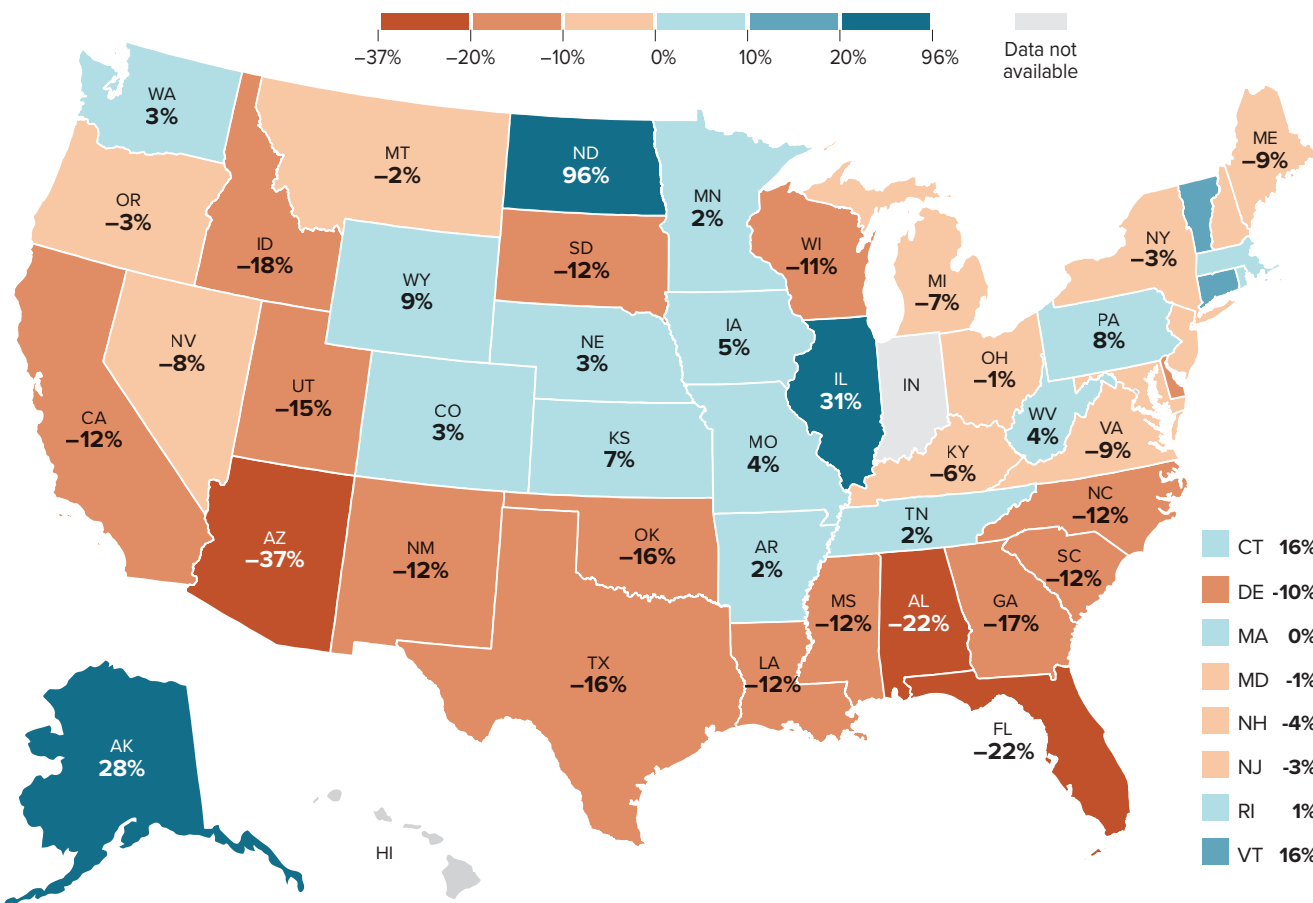 –37% –20% –10% 0% 10% 20% 96%
Data not
available
WA
3%
OR
–3%
CA
–12%
NV
–8%
ID
–18%
MT
–2%
WY
9%
UT
–15%
CO
3%
AZ
–37%
NM
–12%
ND
96%
SD
–12%
NE
3%
KS
7%
OK
–16%
TX
–16%
MN
2%
IA
5%
MO
4%
AR
2%
LA
–12%
WI
–11%
IL
31%
MI
–7%
IN
OH
–1%
KY
–6%
TN
2%
MS
–12%
AL
–22%
GA
–17%
FL
–22%
SC
–12%
NC
–12%
VA
–9%
WV
4%
PA
8%
NY
–3%
ME
–9%
AK
28%
HI
CT 16%
DE -10%
MA 0%
MD -1%
NH -4%
NJ -3%
RI 1%
VT 16%